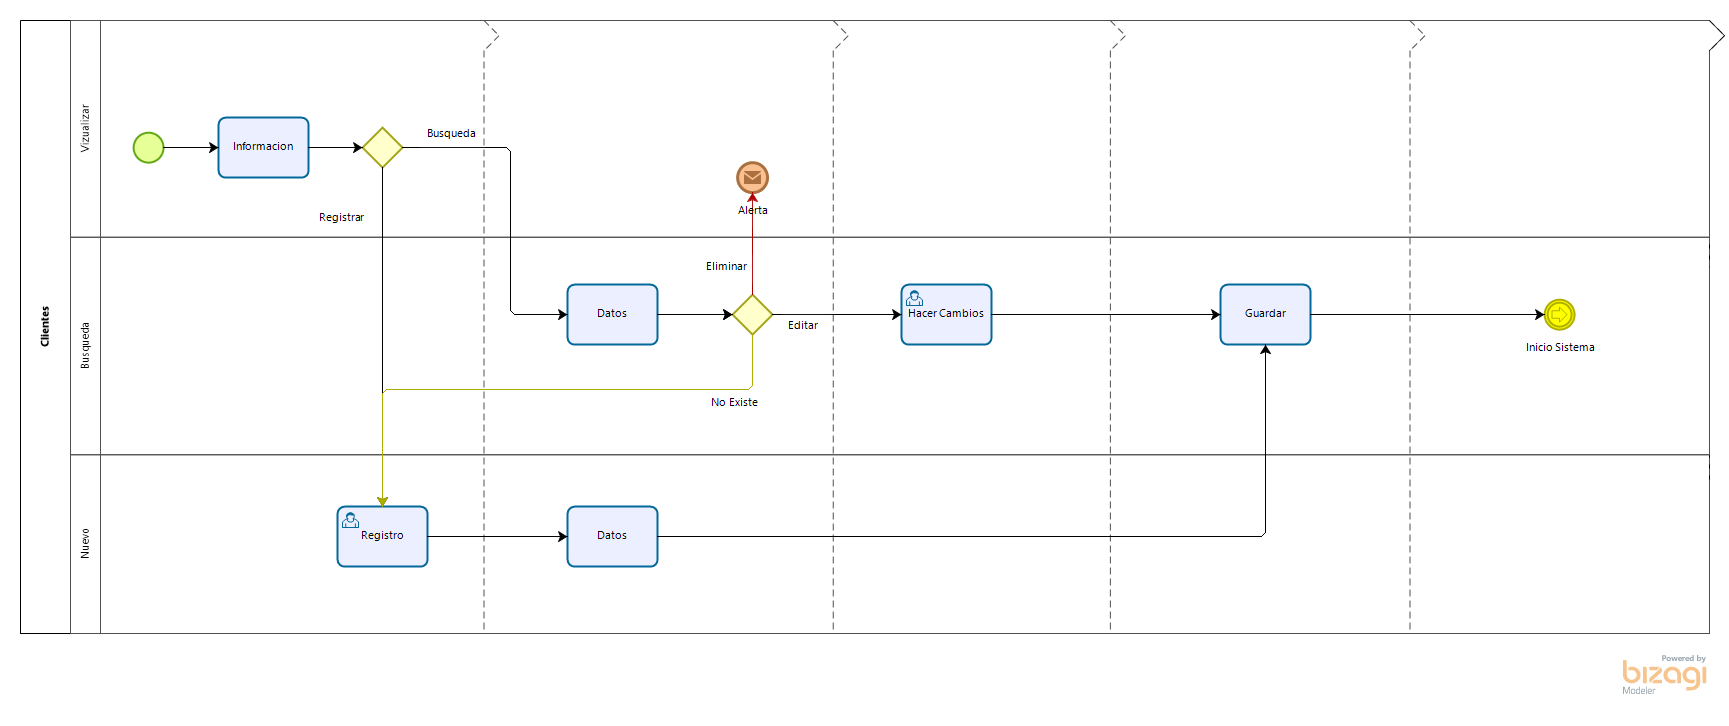 Clientes
Vizualizar
Informacion
Busqueda
Registrar
Alerta
Busqueda
Eliminar
Datos
Editar
Hacer Cambios
Guardar
Inicio Sistema
No Existe
Nuevo
Registro
Datos
Powered by
bizagi
Modeler